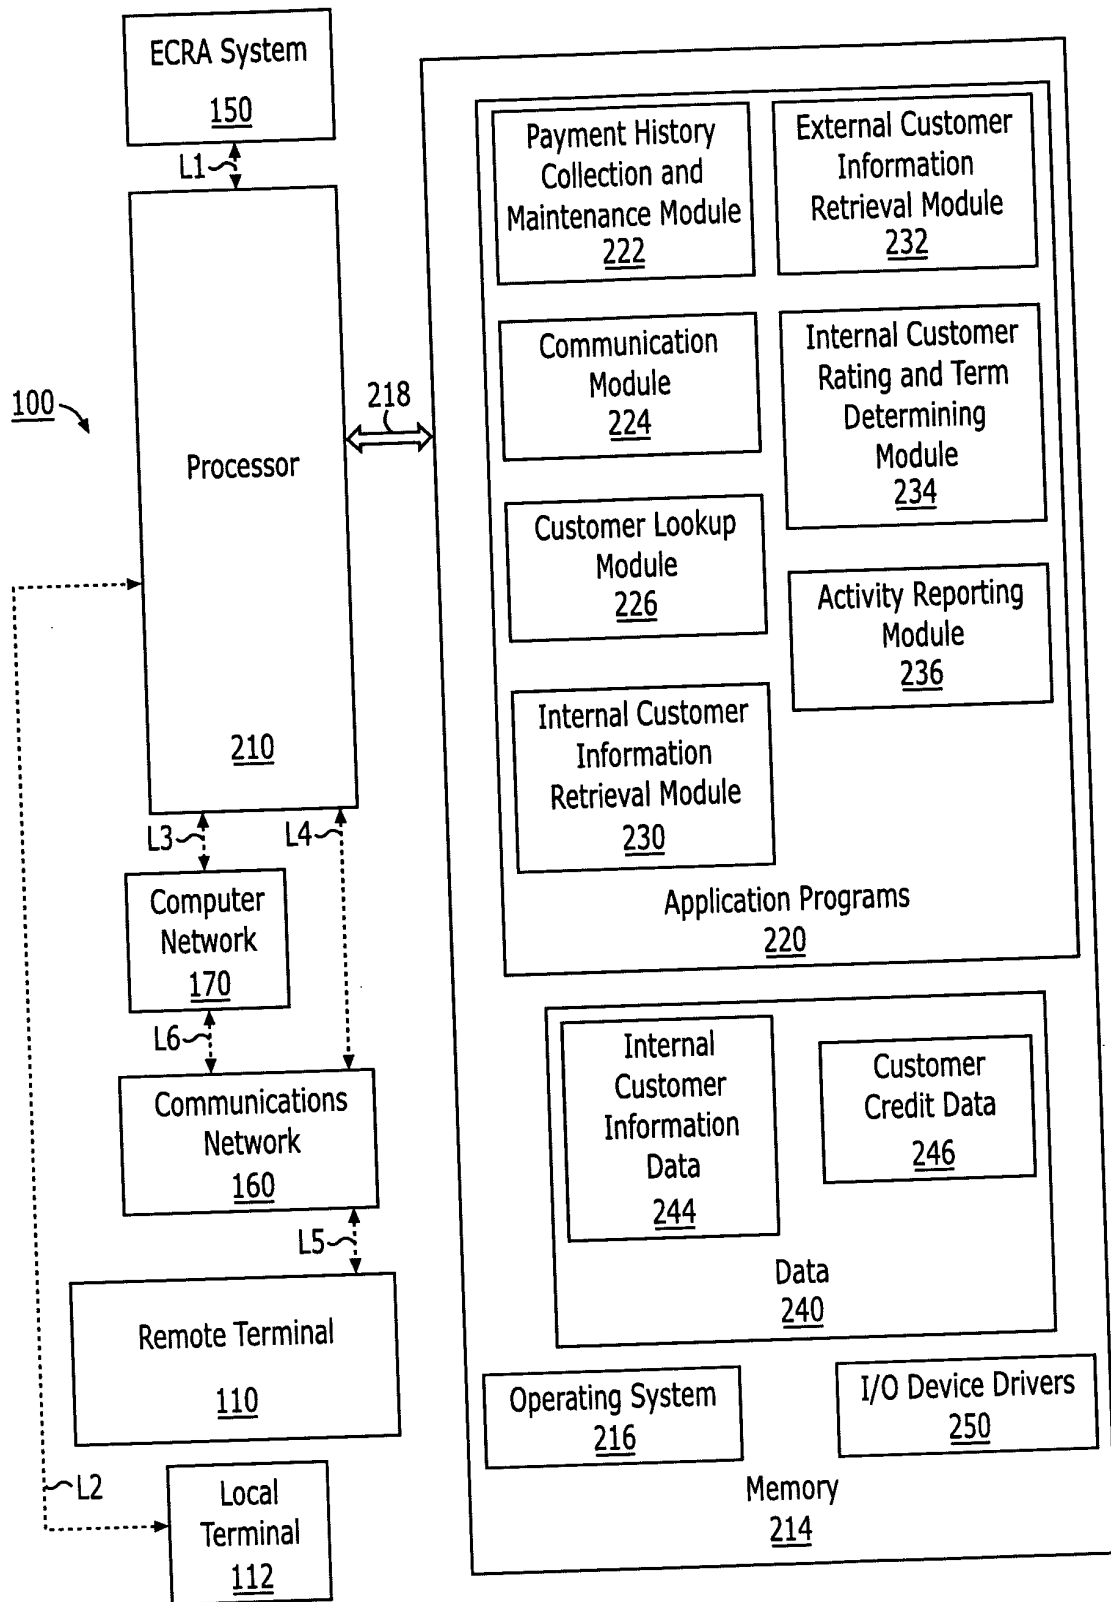 ECRA System
150
L1
100
Processor
210
218
L2
L3
L4
Computer
Network
170
L6
Communications
Network
160
L5
Remote Terminal
110
Local
Terminal
112
Payment History
Collection and
Maintenance Module
222
External Customer
Information
Retrieval Module
232
Communication
Module
224
Internal Customer
Rating and Term
Determining
Module
234
Customer Lookup
Module
226
Activity Reporting
Module
236
Internal Customer
Information
Retrieval Module
230
Application Programs
220
Internal
Customer
Information
Data
244
Customer
Credit Data
246
Data
240
Operating System
216
I/O Device Drivers
250
Memory
214